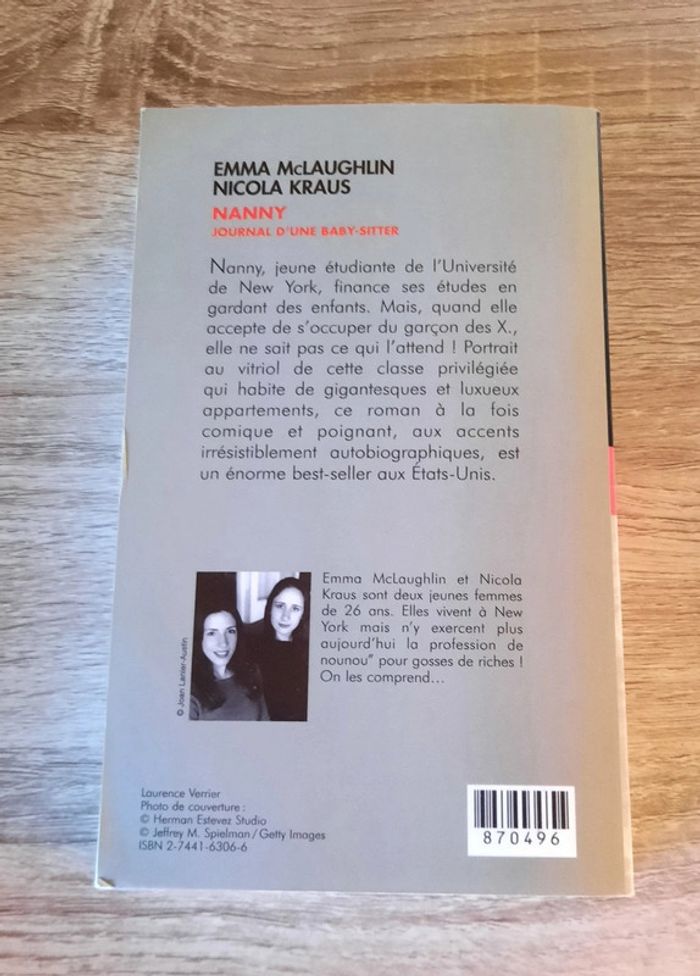 EMMA McLAUGHLIN
NICOLA KRAUS
NANNY
JOURNAL D'UNE BABY-SITTER
Nanny, jeune étudiante de l'Université
de New York, finance ses études en
gardant des enfants. Mais, quand elle
accepte de s'occuper du garçon des X.,
elle ne sait pas ce qui l'attend ! Portrait
au vitriol de cette classe privilégiée
qui habite de gigantesques et luxueux
appartements, ce roman à la fois
comique et poignant, aux accents
irrésistiblement autobiographiques, est
un énorme best-seller aux États-Unis.
Emma McLaughlin et Nicola
Kraus sont deux jeunes femmes
de 26 ans. Elles vivent à New
York mais n'y exercent plus
aujourd'hui la profession de
nounou" pour gosses de riches !
On les comprend...
© Joan Lanier-Austin
Laurence Verrier
Photo de couverture :
© Herman Estevez Studio
© Jeffrey M. Spielman / Getty Images
ISBN 2-7441-6306-6
870496